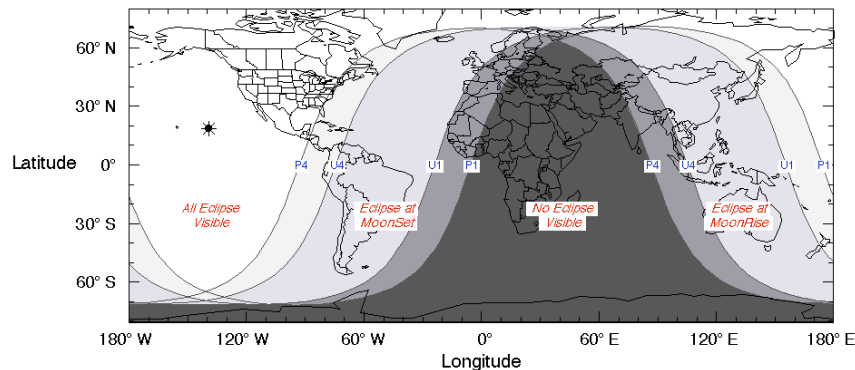 60° N
30° N
Latitude
0°
30° S
60° S
P4 U4 U1 P1 P4 U4 U1 P1
All Eclipse
Visible
Eclipse at
MoonSet
No Eclipse
Visible
Eclipse at
MoonRise
180° W 120° W 60° W 0° 60° E 120° E 180° E
Longitude